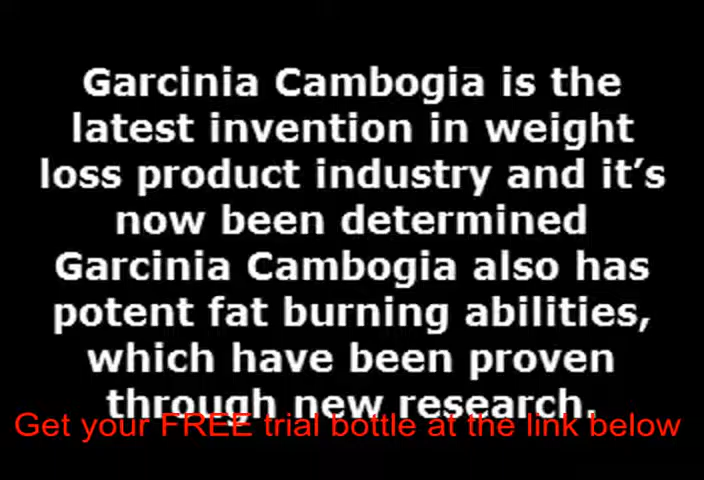 Garcinia Cambogia is the
latest invention in weight
loss product industry and it’s
now been determined
Garcinia Cambogia also has
potent fat burning abilities,
which have been proven
through new research.
Get your FREE trial bottle at the link below